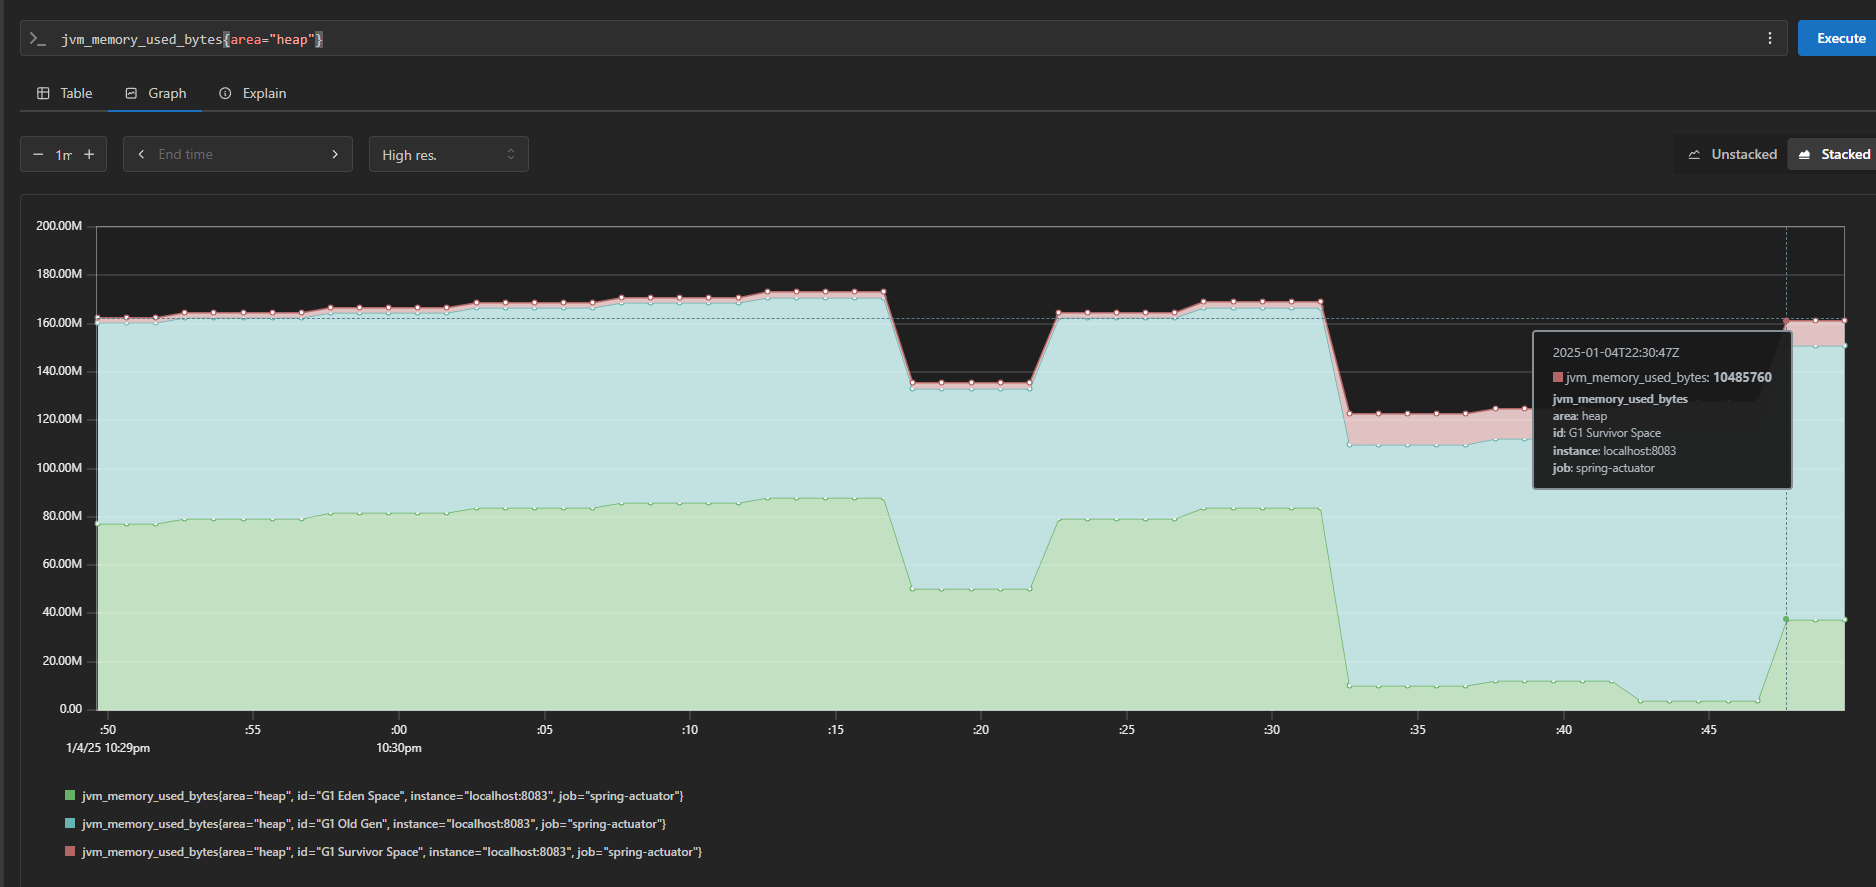 jvm_memory_used_bytes{area="heap"}
Execute
Table Graph Explain
1m End time High res. Unstacked Stacked
200.00M
180.00M
160.00M
140.00M
120.00M
100.00M
80.00M
60.00M
40.00M
20.00M
0.00
2025-01-04T22:30:47Z
jvm_memory_used_bytes: 10485760
jvm_memory_used_bytes
area: heap
id: G1 Survivor Space
instance: localhost:8083
job: spring-actuator
:50 :55 :00 :05 :10 :15 :20 :25 :30 :35 :40 :45
1/4/25 10:29pm 10:30pm
jvm_memory_used_bytes{area="heap", id="G1 Eden Space", instance="localhost:8083", job="spring-actuator"}
jvm_memory_used_bytes{area="heap", id="G1 Old Gen", instance="localhost:8083", job="spring-actuator"}
jvm_memory_used_bytes{area="heap", id="G1 Survivor Space", instance="localhost:8083", job="spring-actuator"}